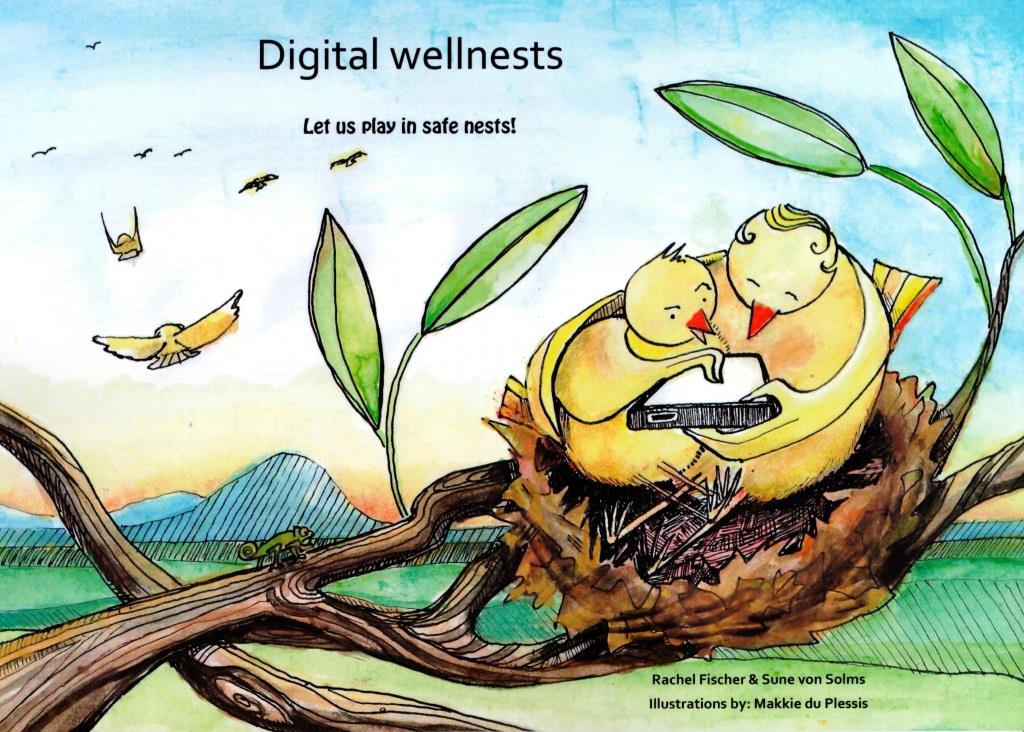 Digital wellnests
Let us play in safe nests!
Rachel Fischer & Sune von Solms
Illustrations by: Makkie du Plessis